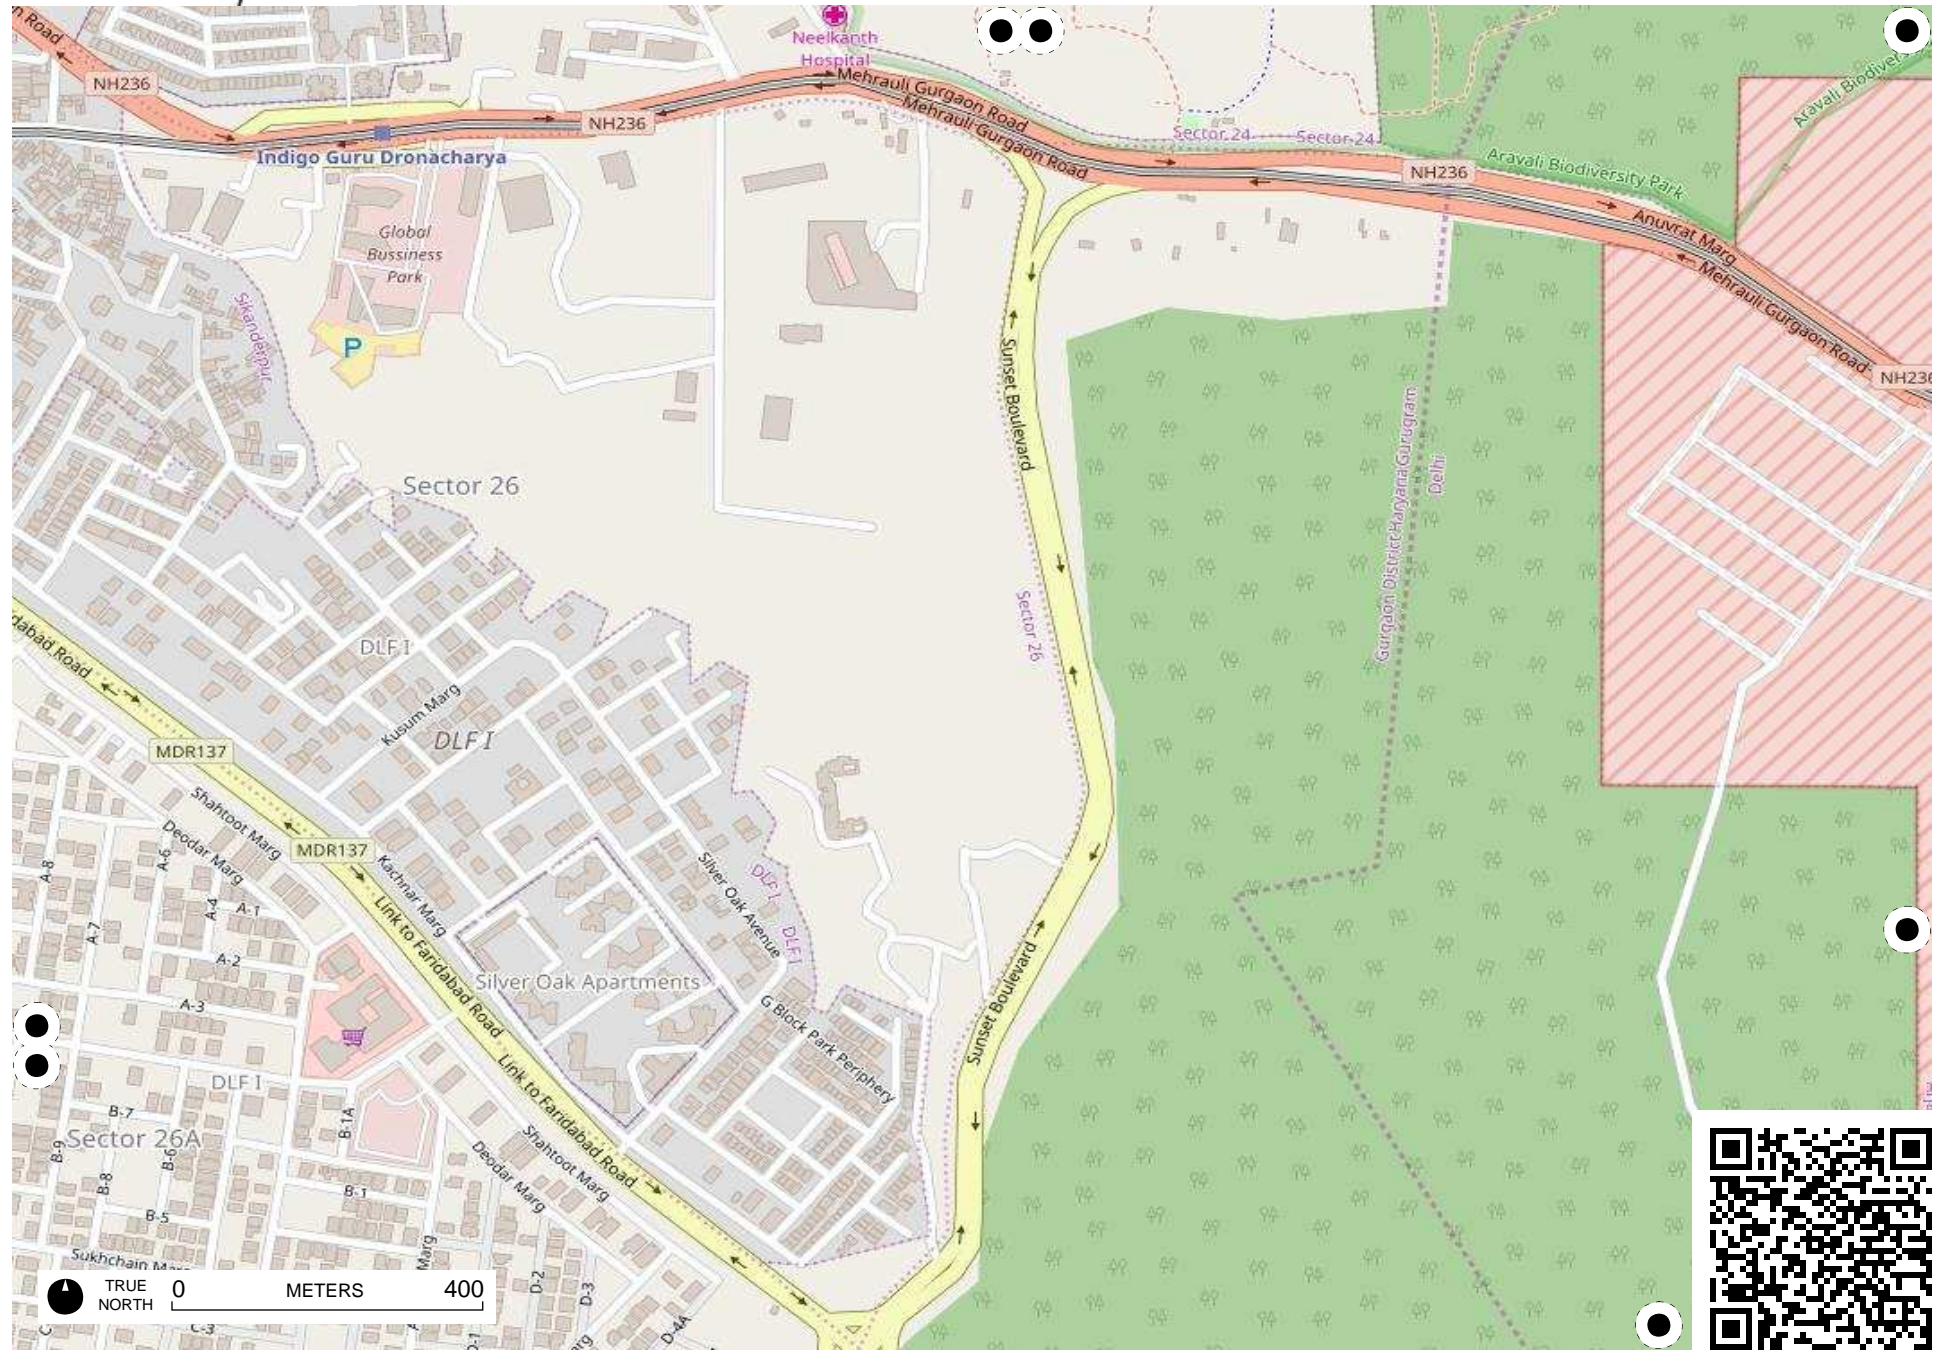 Neelkanth
Hospital
NH236
Mehrauli Gurgaon Road
Mehrauli Gurgaon Road
NH236
Sector 24
Sector 24
Indigo Guru Dronacharya
NH236
Aravali Biodiversity Park
Anuvrat Marg
Mehrauli Gurgaon Road
Global
Bussiness
Park
Sikanderpur
P
Sunset Boulevard
Gurgaon District Haryana Gurugram
Delhi
Sector 26
Sector 26
DLF I
Kusum Marg
DLF I
MDR137
Shahtoot Marg
Deodar Marg
MDR137
Kachnar Marg
Link to Faridabad Road
Silver Oak Avenue
DLF I
DLF I
A-8
A-6
A-4
A-1
A-7
A-2
A-3
Silver Oak Apartments
Sunset Boulevard
G Block Park Periphery
DLF I
Link to Faridabad Road
B-7
B-1A
Sector 26A
B-9
B-6
B-8
B-1
B-5
Shahtoot Marg
Deodar Marg
D-2
D-3
D-1
D-4A
C-3
TRUE
NORTH
0 METERS 400